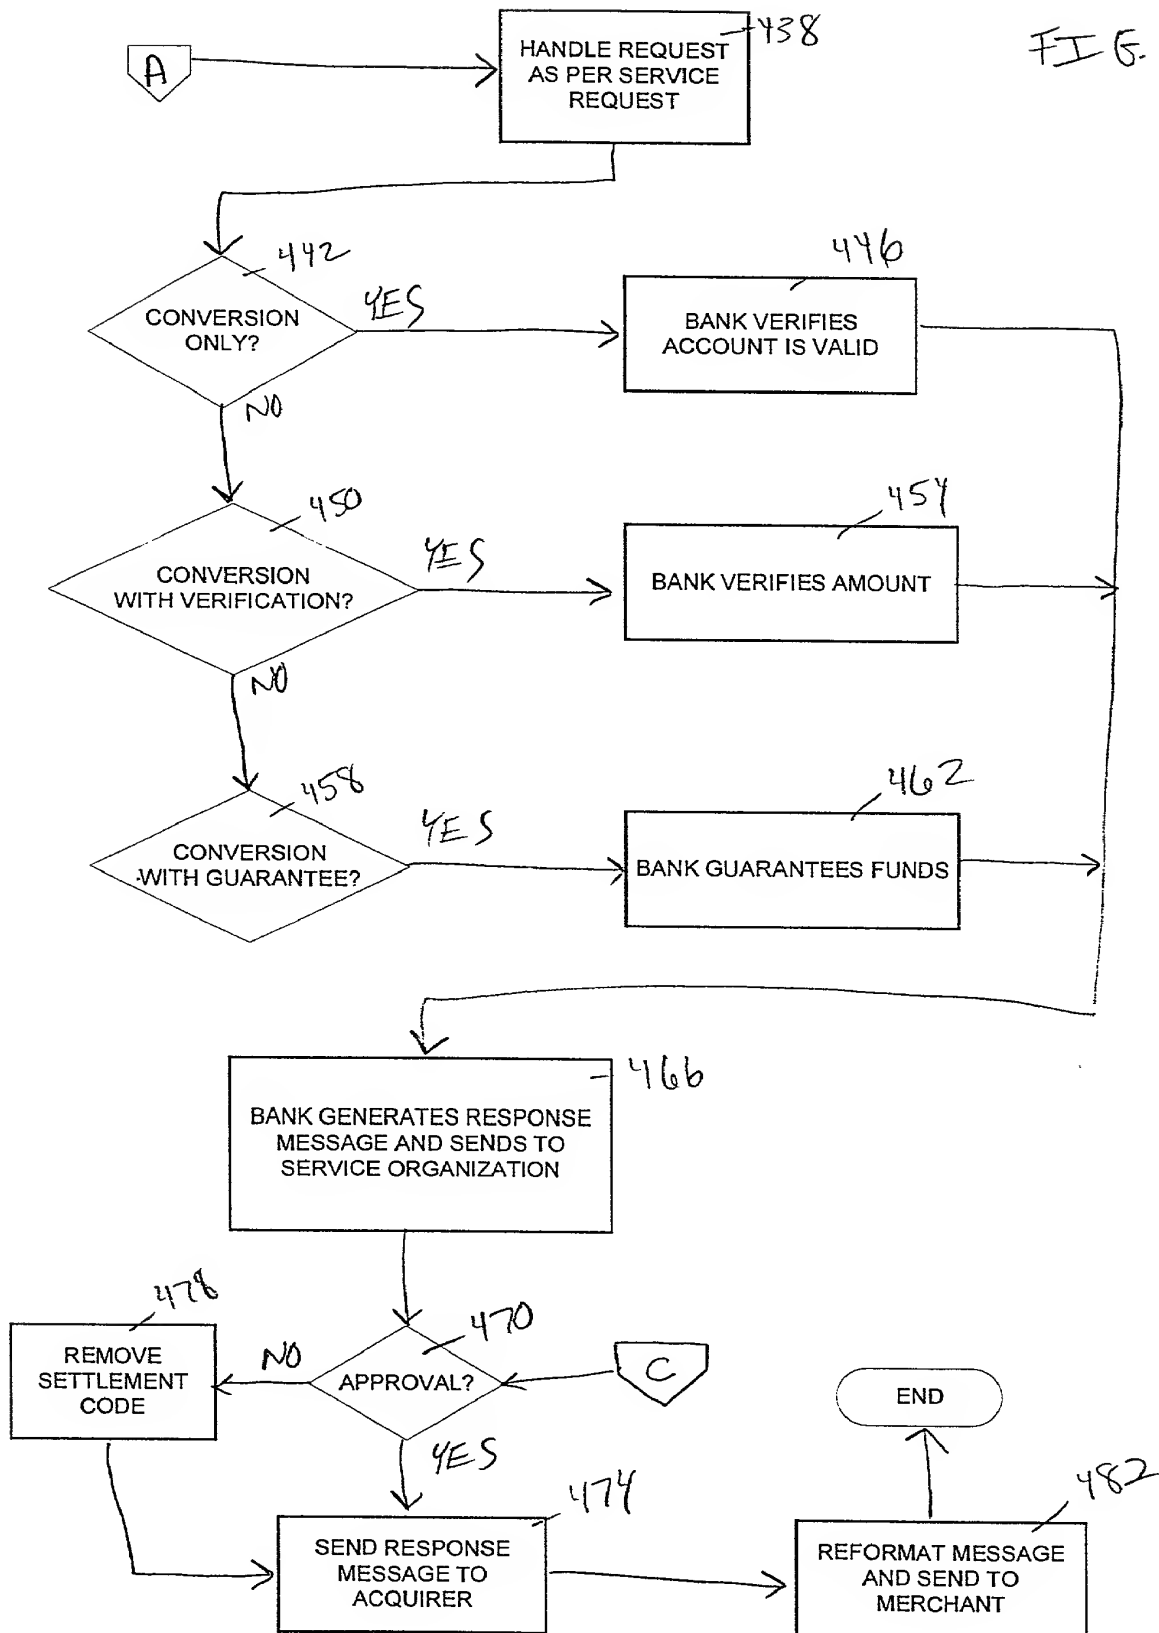 438
HANDLE REQUEST
AS PER SERVICE
REQUEST
FIG.
A
442
CONVERSION
ONLY?
YES
NO
446
BANK VERIFIES
ACCOUNT IS VALID
450
CONVERSION
WITH VERIFICATION?
YES
NO
454
BANK VERIFIES AMOUNT
458
CONVERSION
WITH GUARANTEE?
YES
462
BANK GUARANTEES FUNDS
466
BANK GENERATES RESPONSE
MESSAGE AND SENDS TO
SERVICE ORGANIZATION
478
REMOVE
SETTLEMENT
CODE
NO
470
APPROVAL?
YES
C
END
474
SEND RESPONSE
MESSAGE TO
ACQUIRER
482
REFORMAT MESSAGE
AND SEND TO
MERCHANT